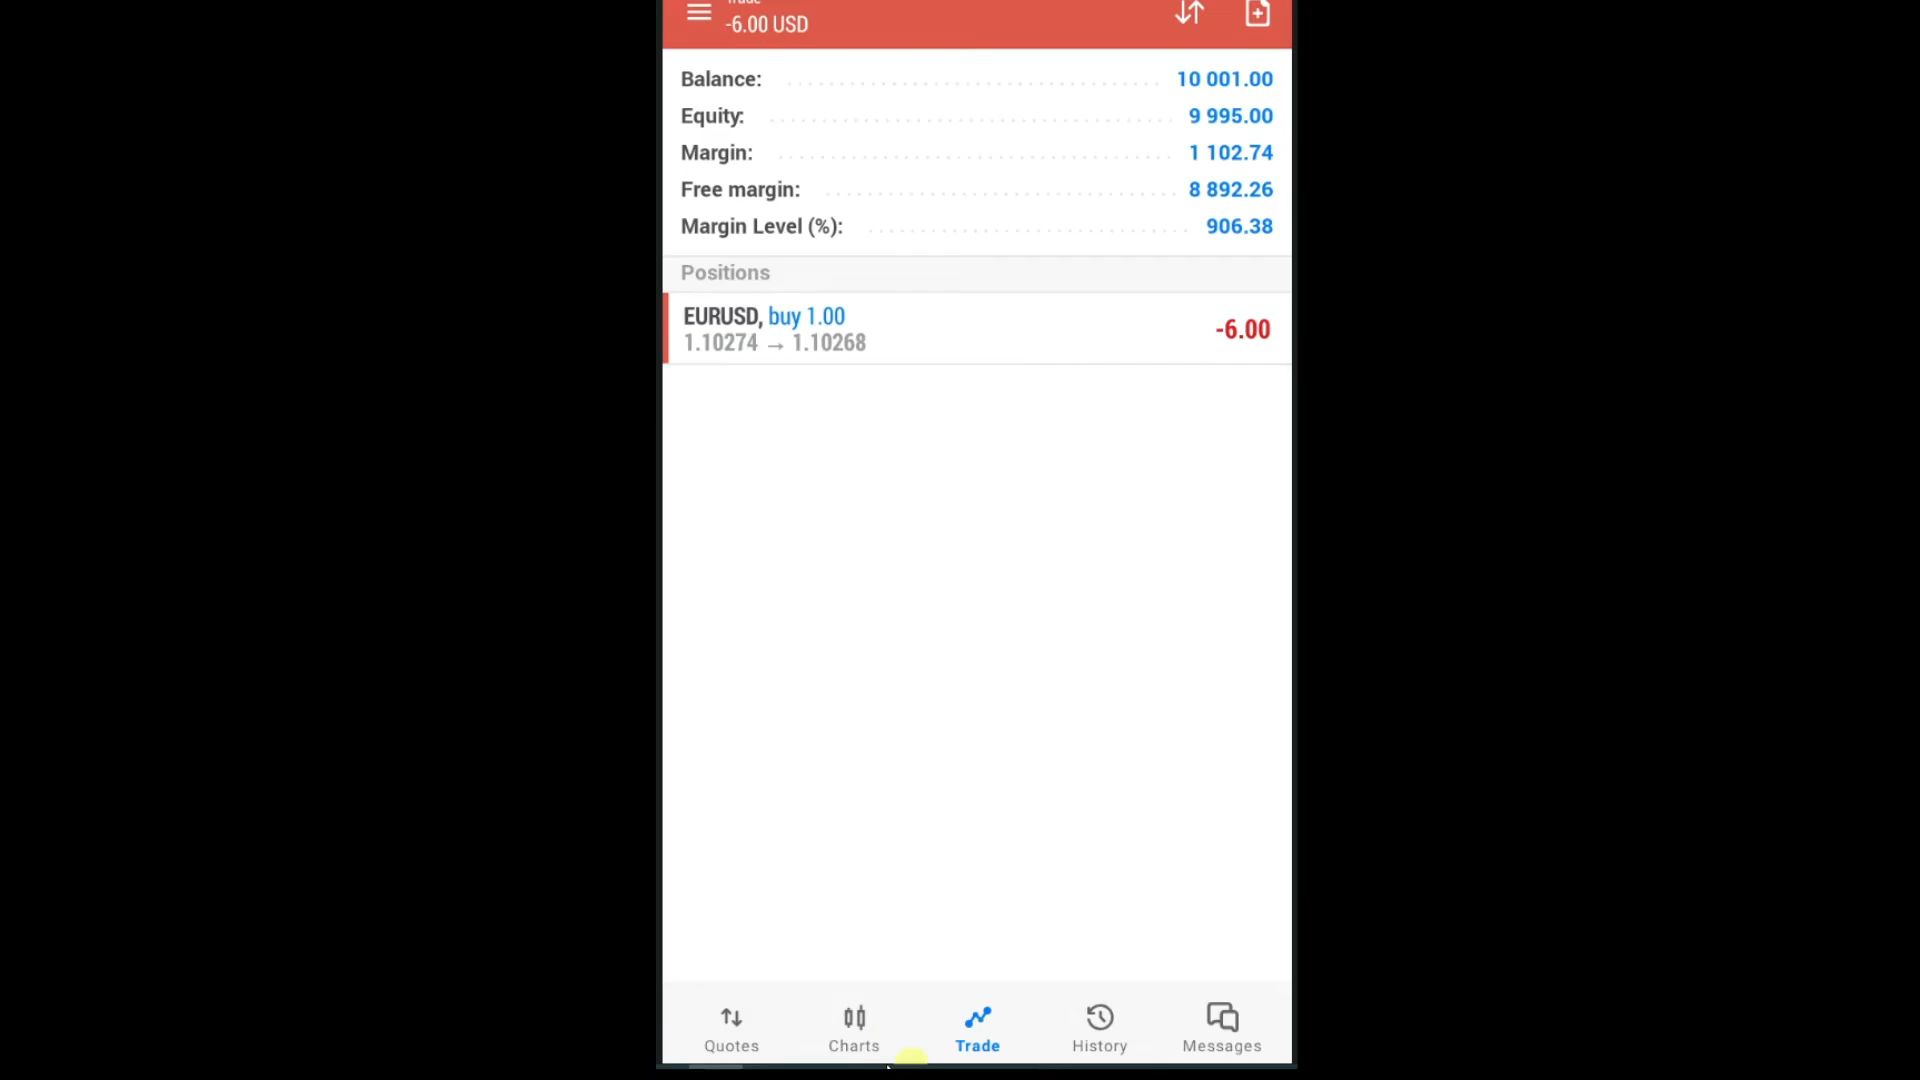 Trade
-6.00 USD
Balance: 10 001.00
Equity: 9 995.00
Margin: 1 102.74
Free margin: 8 892.26
Margin Level (%): 906.38
Positions
EURUSD, buy 1.00
-6.00
1.10274 → 1.10268
Quotes Charts Trade History Messages